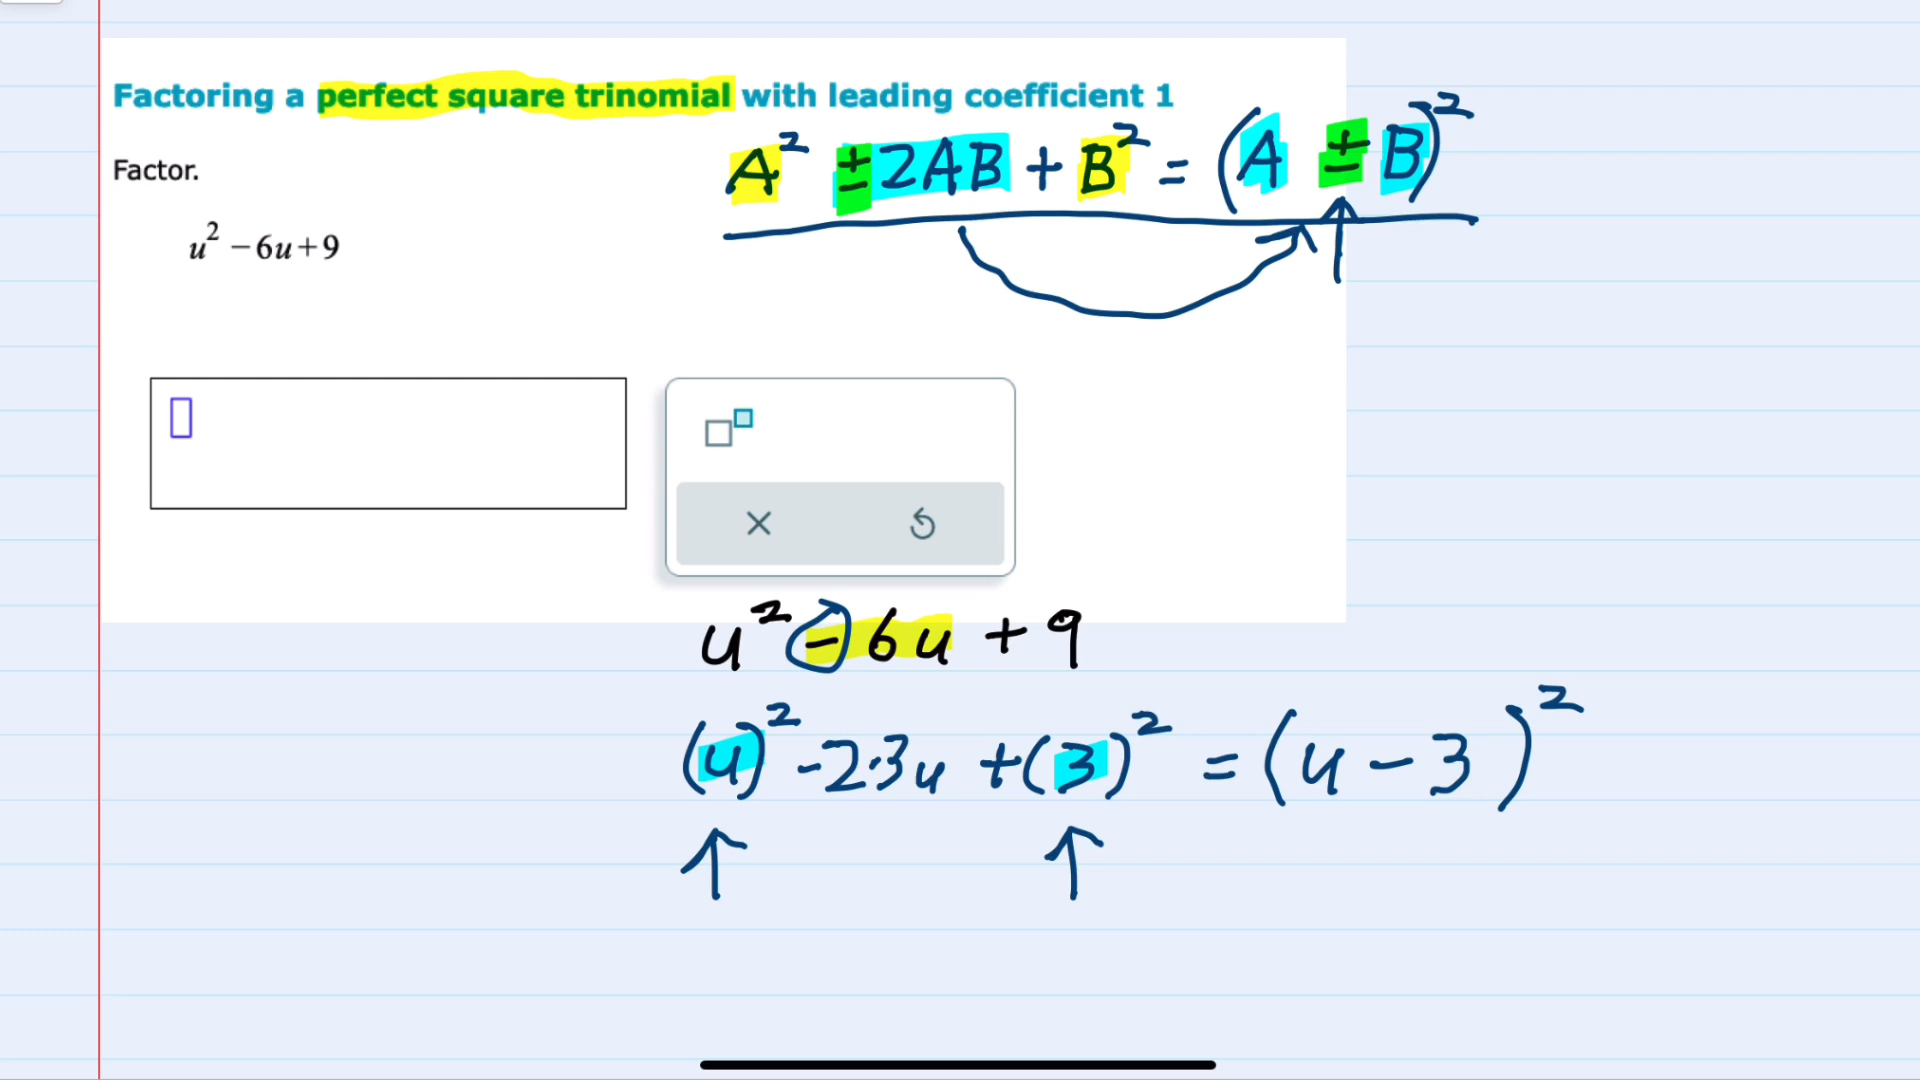 Factoring a perfect square trinomial with leading coefficient 1
A² ± 2AB + B² = (A ± B)²
Factor.
u² − 6u + 9
u² − 6u + 9
(u)² − 2·3u + (3)² = (u − 3)²